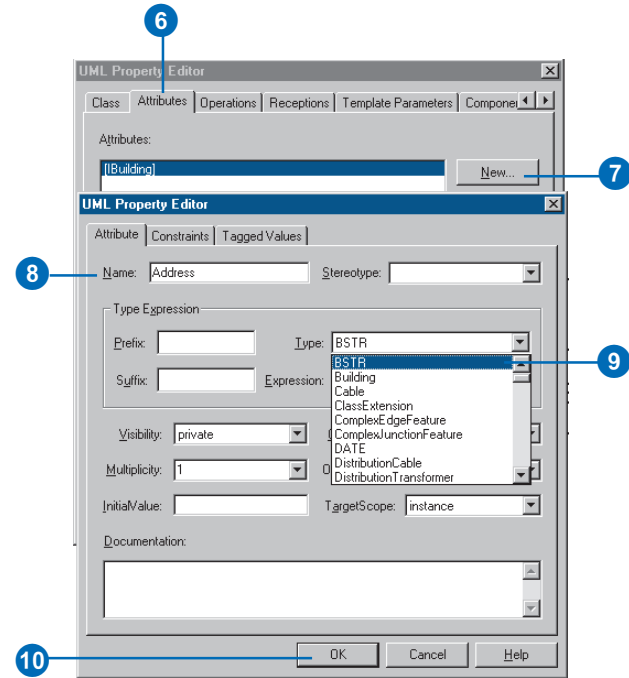 6
UML Property Editor
Class Attributes Operations Receptions Template Parameters
Attributes:
[IBuilding] New... 7
UML Property Editor
Attribute Constraints Tagged Values
8 Name: Address Stereotype:
Type Expression
Prefix: Type: BSTR
BSTR 9
Suffix: Expression: Building
Cable
ClassExtension
ComplexEdgeFeature
Visibility: private ComplexJunctionFeature
DATE
Multiplicity: 1 DistributionCable
DistributionTransformer
InitialValue: TargetScope: instance
Documentation:
10 OK Cancel Help